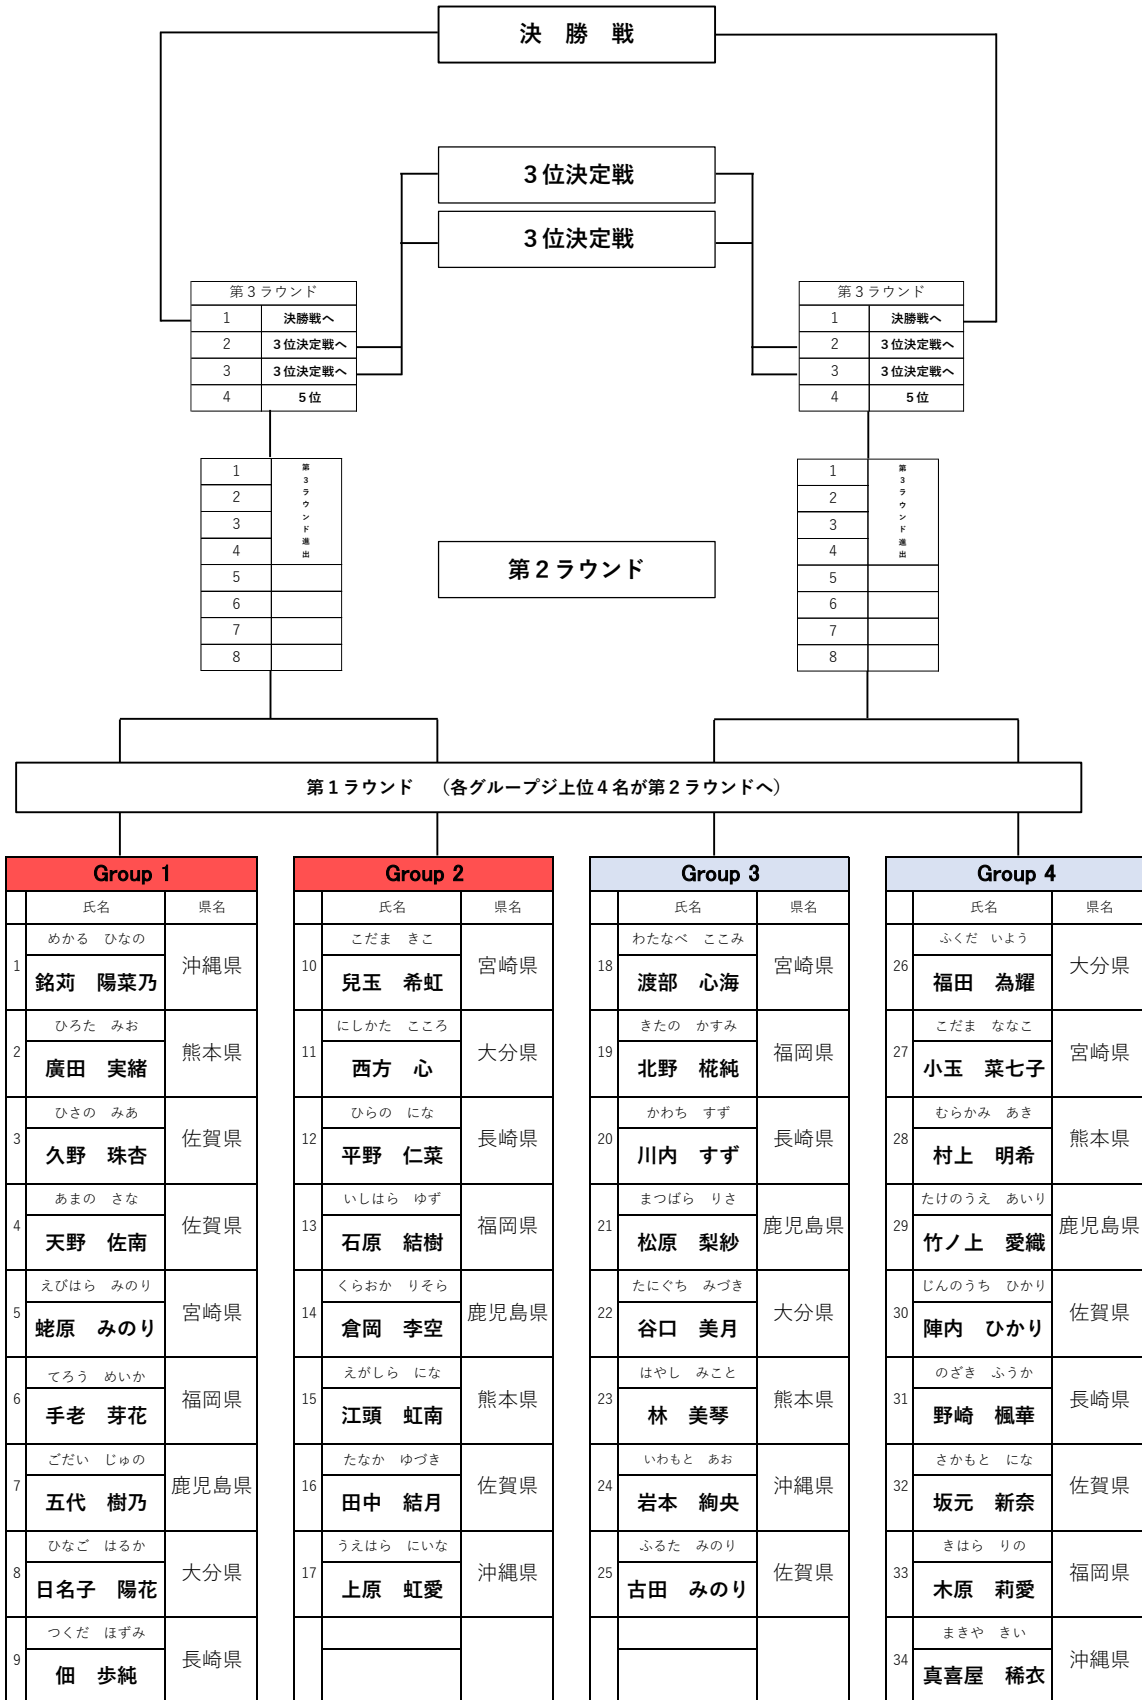 決　勝　戦
３位決定戦
３位決定戦
第３ラウンド
1 決勝戦へ
2 ３位決定戦へ
3 ３位決定戦へ
4 ５位
第３ラウンド
1 決勝戦へ
2 ３位決定戦へ
3 ３位決定戦へ
4 ５位
1
2
3
4
5
6
7
8
第３ラウンド進出
第２ラウンド
1
2
3
4
5
6
7
8
第３ラウンド進出
第１ラウンド　（各グループジ上位４名が第２ラウンドへ）
Group 1
氏名 県名
めかる　ひなの
1 銘苅　陽菜乃 沖縄県
ひろた　みお
2 廣田　実緒 熊本県
ひさの　みあ
3 久野　珠杏 佐賀県
あまの　さな
4 天野　佐南 佐賀県
えびはら　みのり
5 蛯原　みのり 宮崎県
てろう　めいか
6 手老　芽花 福岡県
ごだい　じゅの
7 五代　樹乃 鹿児島県
ひなご　はるか
8 日名子　陽花 大分県
つくだ　ほずみ
9 佃　歩純 長崎県
Group 2
氏名 県名
こだま　きこ
10 兒玉　希虹 宮崎県
にしかた　こころ
11 西方　心 大分県
ひらの　にな
12 平野　仁菜 長崎県
いしはら　ゆず
13 石原　結樹 福岡県
くらおか　りそら
14 倉岡　李空 鹿児島県
えがしら　にな
15 江頭　虹南 熊本県
たなか　ゆづき
16 田中　結月 佐賀県
うえはら　にいな
17 上原　虹愛 沖縄県
Group 3
氏名 県名
わたなべ　ここみ
18 渡部　心海 宮崎県
きたの　かすみ
19 北野　椛純 福岡県
かわち　すず
20 川内　すず 長崎県
まつばら　りさ
21 松原　梨紗 鹿児島県
たにぐち　みづき
22 谷口　美月 大分県
はやし　みこと
23 林　美琴 熊本県
いわもと　あお
24 岩本　絢央 沖縄県
ふるた　みのり
25 古田　みのり 佐賀県
Group 4
氏名 県名
ふくだ　いよう
26 福田　為耀 大分県
こだま　ななこ
27 小玉　菜七子 宮崎県
むらかみ　あき
28 村上　明希 熊本県
たけのうえ　あいり
29 竹ノ上　愛織 鹿児島県
じんのうち　ひかり
30 陣内　ひかり 佐賀県
のざき　ふうか
31 野崎　楓華 長崎県
さかもと　にな
32 坂元　新奈 佐賀県
きはら　りの
33 木原　莉愛 福岡県
まきや　きい
34 真喜屋　稀衣 沖縄県